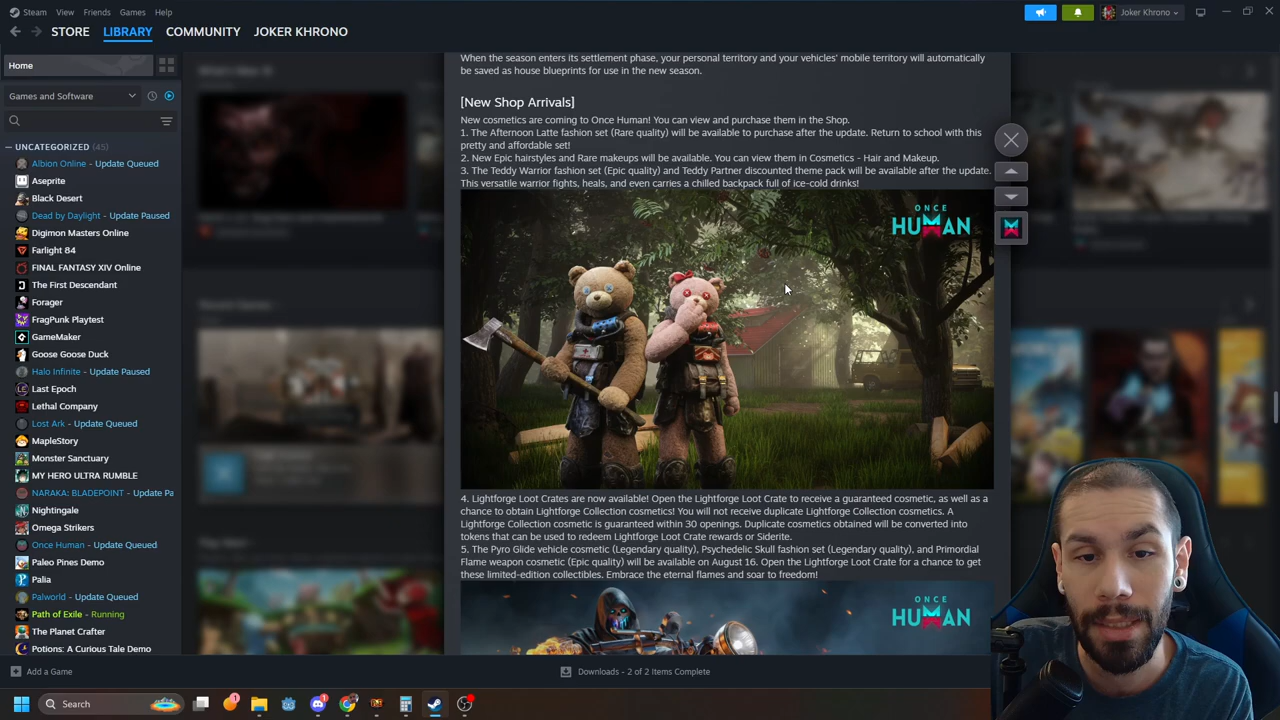 Steam View Friends Games Help
Joker Khrono
STORE LIBRARY COMMUNITY JOKER KHRONO
Home
Games and Software
UNCATEGORIZED (45)
Albion Online - Update Queued
Aseprite
Black Desert
Dead by Daylight - Update Paused
Digimon Masters Online
Farlight 84
FINAL FANTASY XIV Online
The First Descendant
Forager
FragPunk Playtest
GameMaker
Goose Goose Duck
Halo Infinite - Update Paused
Last Epoch
Lethal Company
Lost Ark - Update Queued
MapleStory
Monster Sanctuary
MY HERO ULTRA RUMBLE
NARAKA: BLADEPOINT - Update Pa
Nightingale
Omega Strikers
Once Human - Update Queued
Paleo Pines Demo
Palia
Palworld - Update Queued
Path of Exile - Running
The Planet Crafter
Potions: A Curious Tale Demo
When the season enters its settlement phase, your personal territory and your vehicles' mobile territory will automatically
be saved as house blueprints for use in the new season.
[New Shop Arrivals]
New cosmetics are coming to Once Human! You can view and purchase them in the Shop.
1. The Afternoon Latte fashion set (Rare quality) will be available to purchase after the update. Return to school with this
pretty and affordable set!
2. New Epic hairstyles and Rare makeups will be available. You can view them in Cosmetics - Hair and Makeup.
3. The Teddy Warrior fashion set (Epic quality) and Teddy Partner discounted theme pack will be available after the update.
This versatile warrior fights, heals, and even carries a chilled backpack full of ice-cold drinks!
ONCE
HUMAN
4. Lightforge Loot Crates are now available! Open the Lightforge Loot Crate to receive a guaranteed cosmetic, as well as a
chance to obtain Lightforge Collection cosmetics! You will not receive duplicate Lightforge Collection cosmetics. A
Lightforge Collection cosmetic is guaranteed within 30 openings. Duplicate cosmetics obtained will be converted into
tokens that can be used to redeem Lightforge Loot Crate rewards or Siderite.
5. The Pyro Glide vehicle cosmetic (Legendary quality), Psychedelic Skull fashion set (Legendary quality), and Primordial
Flame weapon cosmetic (Epic quality) will be available on August 16. Open the Lightforge Loot Crate for a chance to get
these limited-edition collectibles. Embrace the eternal flames and soar to freedom!
ONCE
HUMAN
Add a Game
Downloads - 2 of 2 Items Complete
Search
1
1